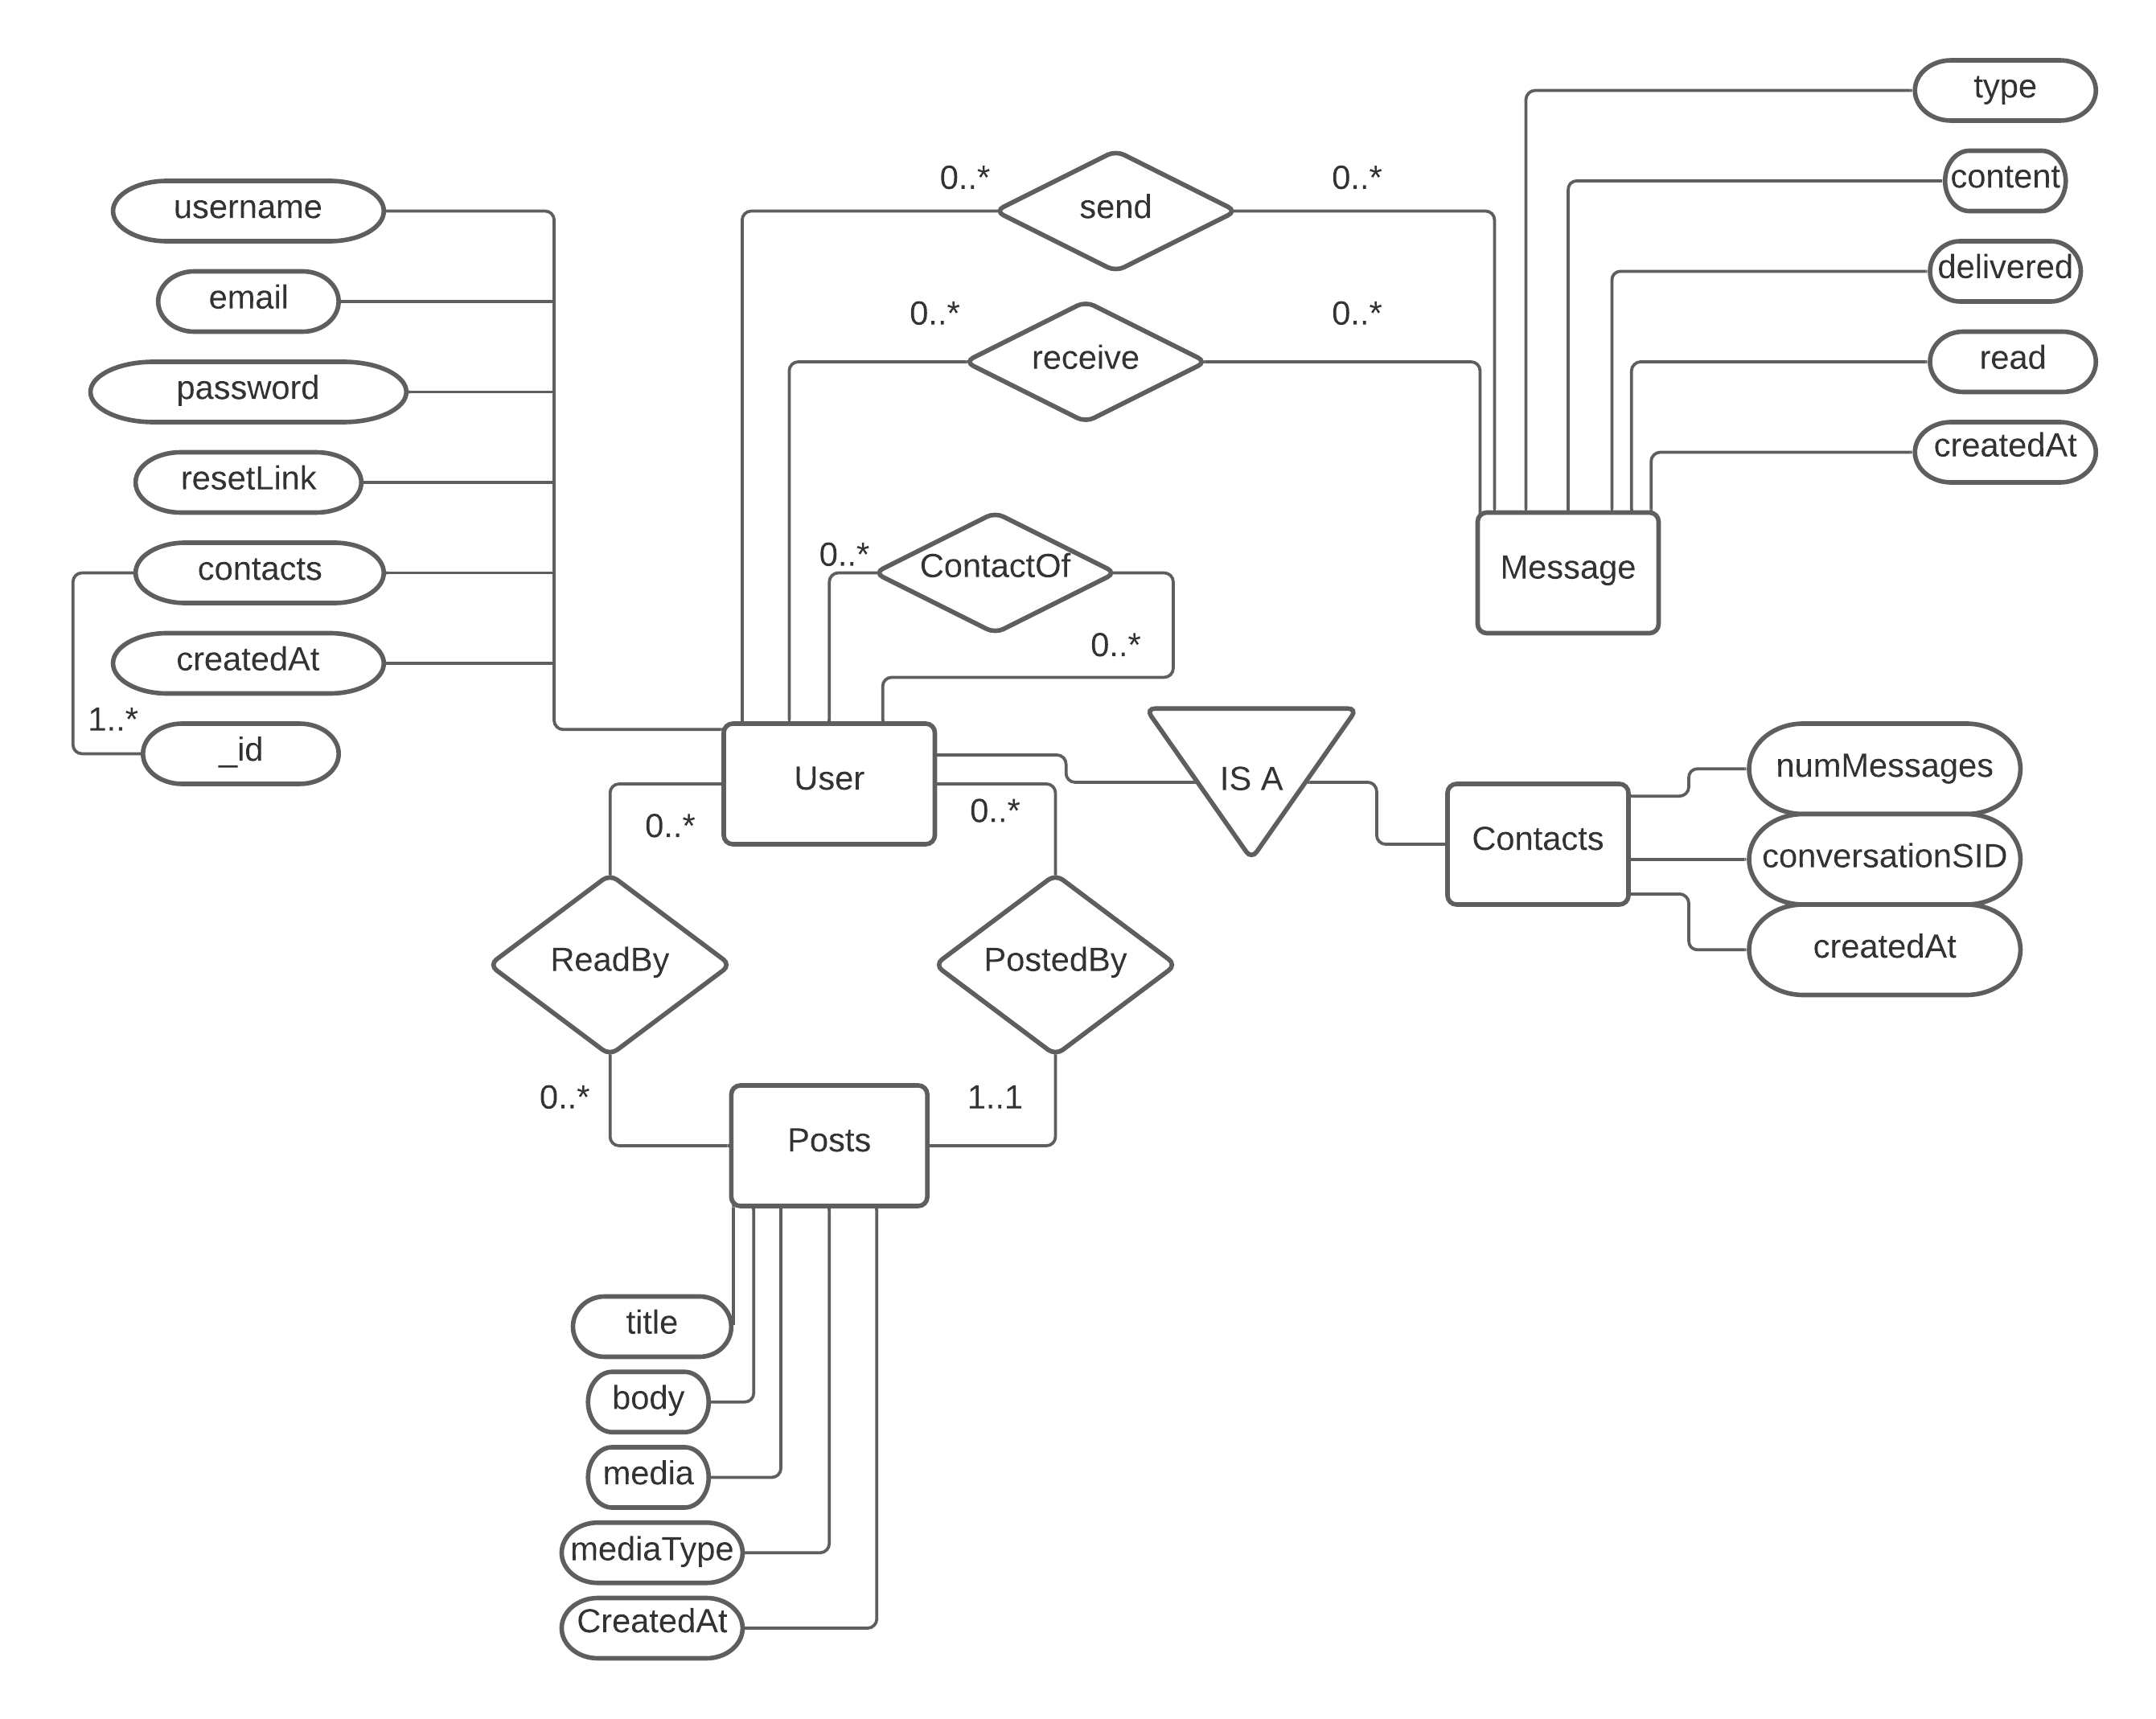 type
content
delivered
read
createdAt
username
email
password
resetLink
contacts
createdAt
1..*
_id
0..*
send
0..*
0..*
receive
0..*
0..*
ContactOf
0..*
Message
User
IS A
Contacts
numMessages
conversationSID
createdAt
0..*
0..*
ReadBy
PostedBy
0..*
1..1
Posts
title
body
media
mediaType
CreatedAt